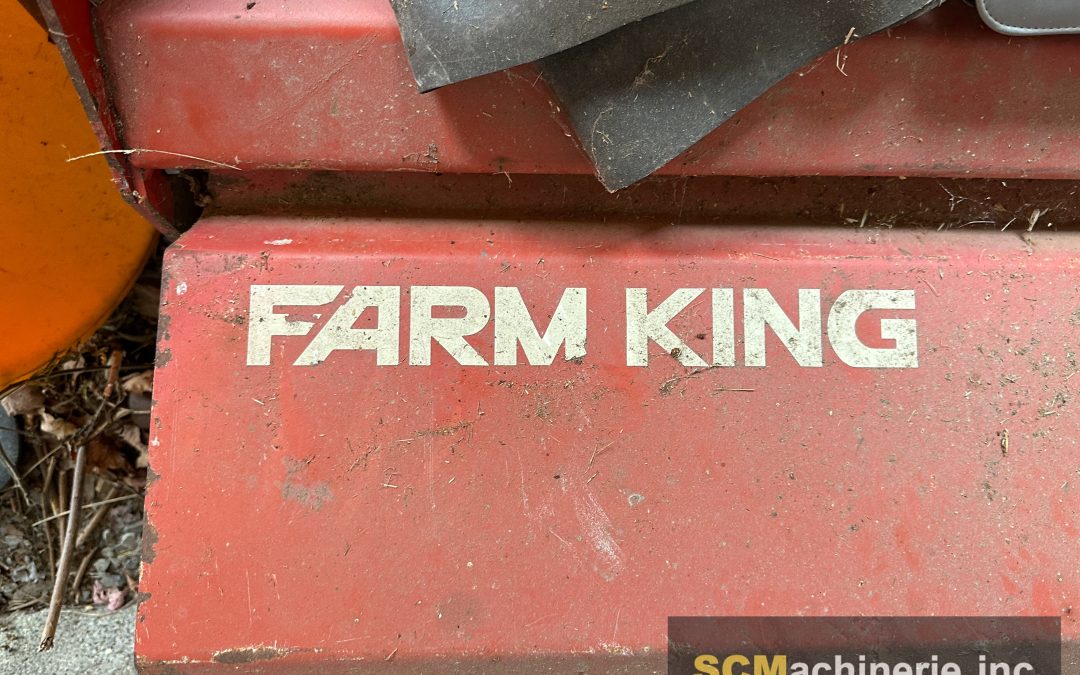 FARM KING
SCMachinerie, inc